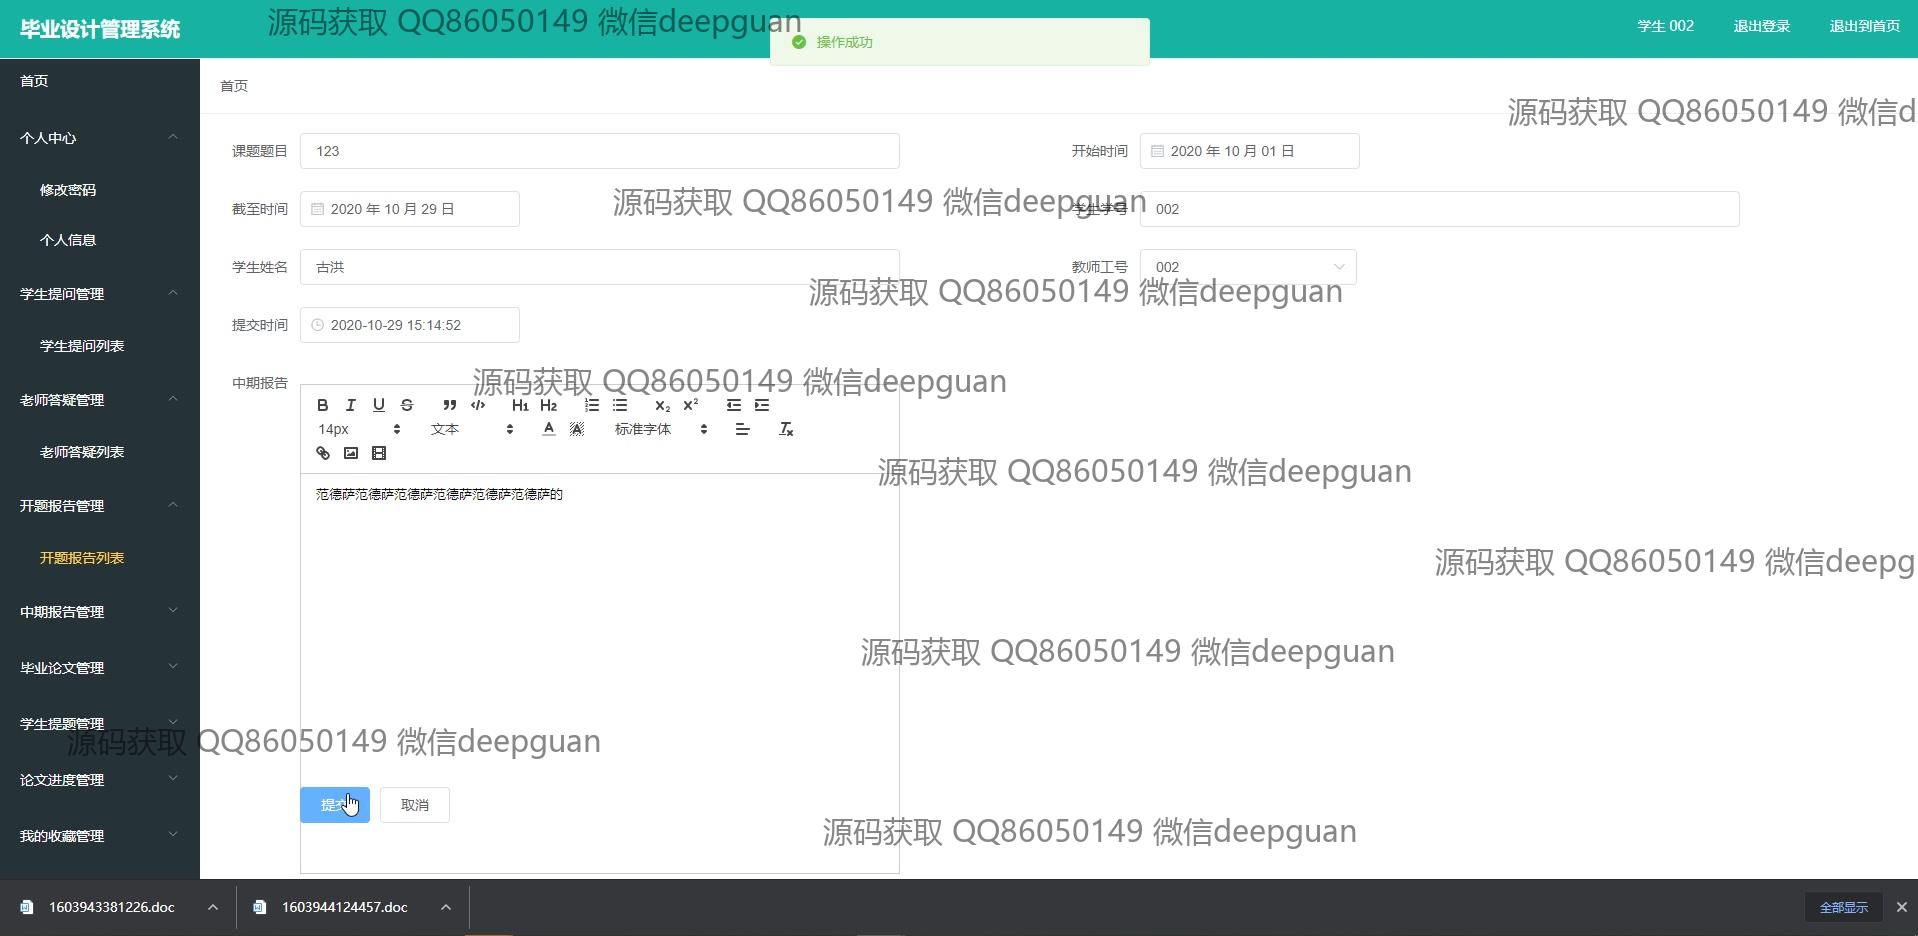 毕业设计管理系统
源码获取 QQ86050149 微信deepguan
操作成功
学生 002
退出登录
退出到首页
首页
首页
源码获取 QQ86050149 微信d
个人中心
修改密码
个人信息
学生提问管理
学生提问列表
老师答疑管理
老师答疑列表
开题报告管理
开题报告列表
中期报告管理
毕业论文管理
学生提题管理
论文进度管理
我的收藏管理
课题题目
123
开始时间
2020 年 10 月 01 日
截至时间
2020 年 10 月 29 日
源码获取 QQ86050149 微信deepguan
学生学号
002
学生姓名
古洪
教师工号
002
源码获取 QQ86050149 微信deepguan
提交时间
2020-10-29 15:14:52
中期报告
源码获取 QQ86050149 微信deepguan
B I U S H1 H2 X2 X2
14px
文本
A A
标准字体
源码获取 QQ86050149 微信deepguan
范德萨范德萨范德萨范德萨范德萨范德萨的
源码获取 QQ86050149 微信deepg
源码获取 QQ86050149 微信deepguan
源码获取 QQ86050149 微信deepguan
提交
取消
源码获取 QQ86050149 微信deepguan
1603943381226.doc
1603944124457.doc
全部显示